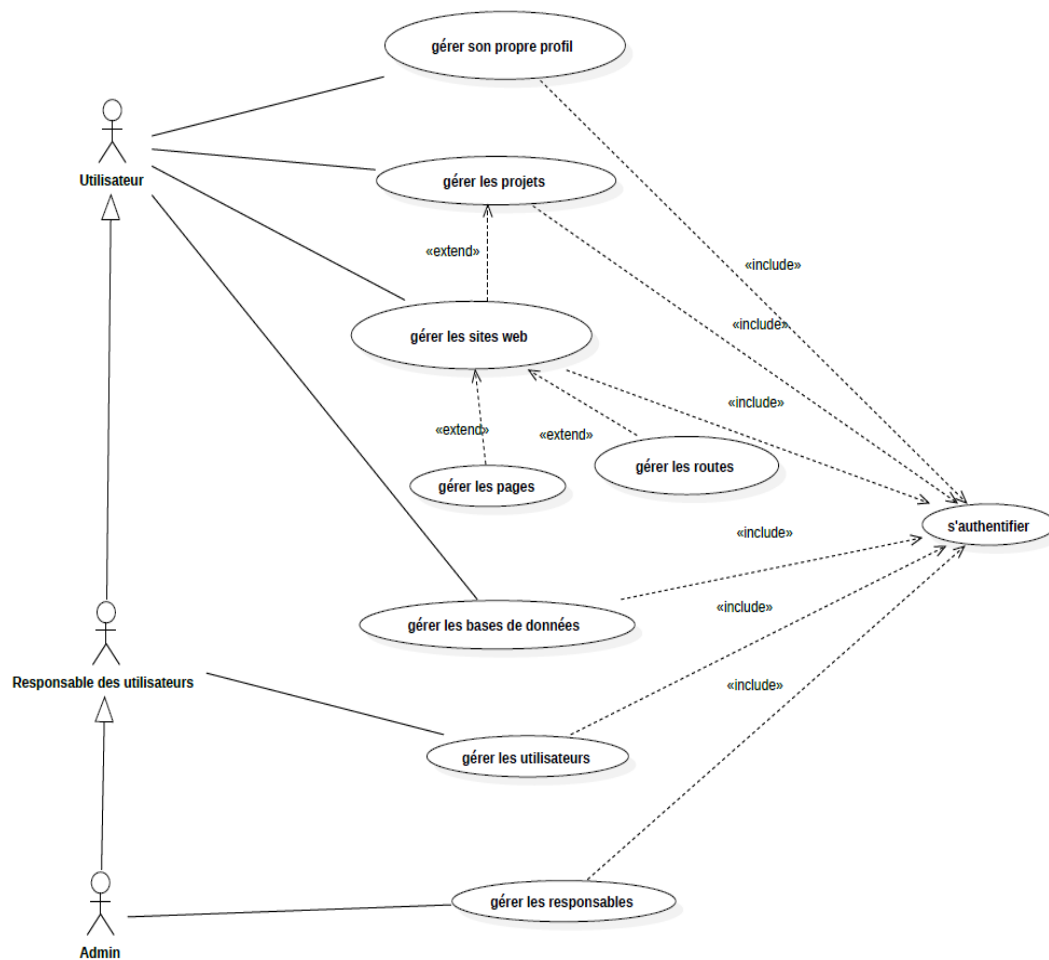 gérer son propre profil
Utilisateur
gérer les projets
«extend»
«include»
«include»
gérer les sites web
«include»
«extend»
«extend»
gérer les routes
gérer les pages
s'authentifier
«include»
gérer les bases de données
«include»
Responsable des utilisateurs
«include»
gérer les utilisateurs
gérer les responsables
Admin